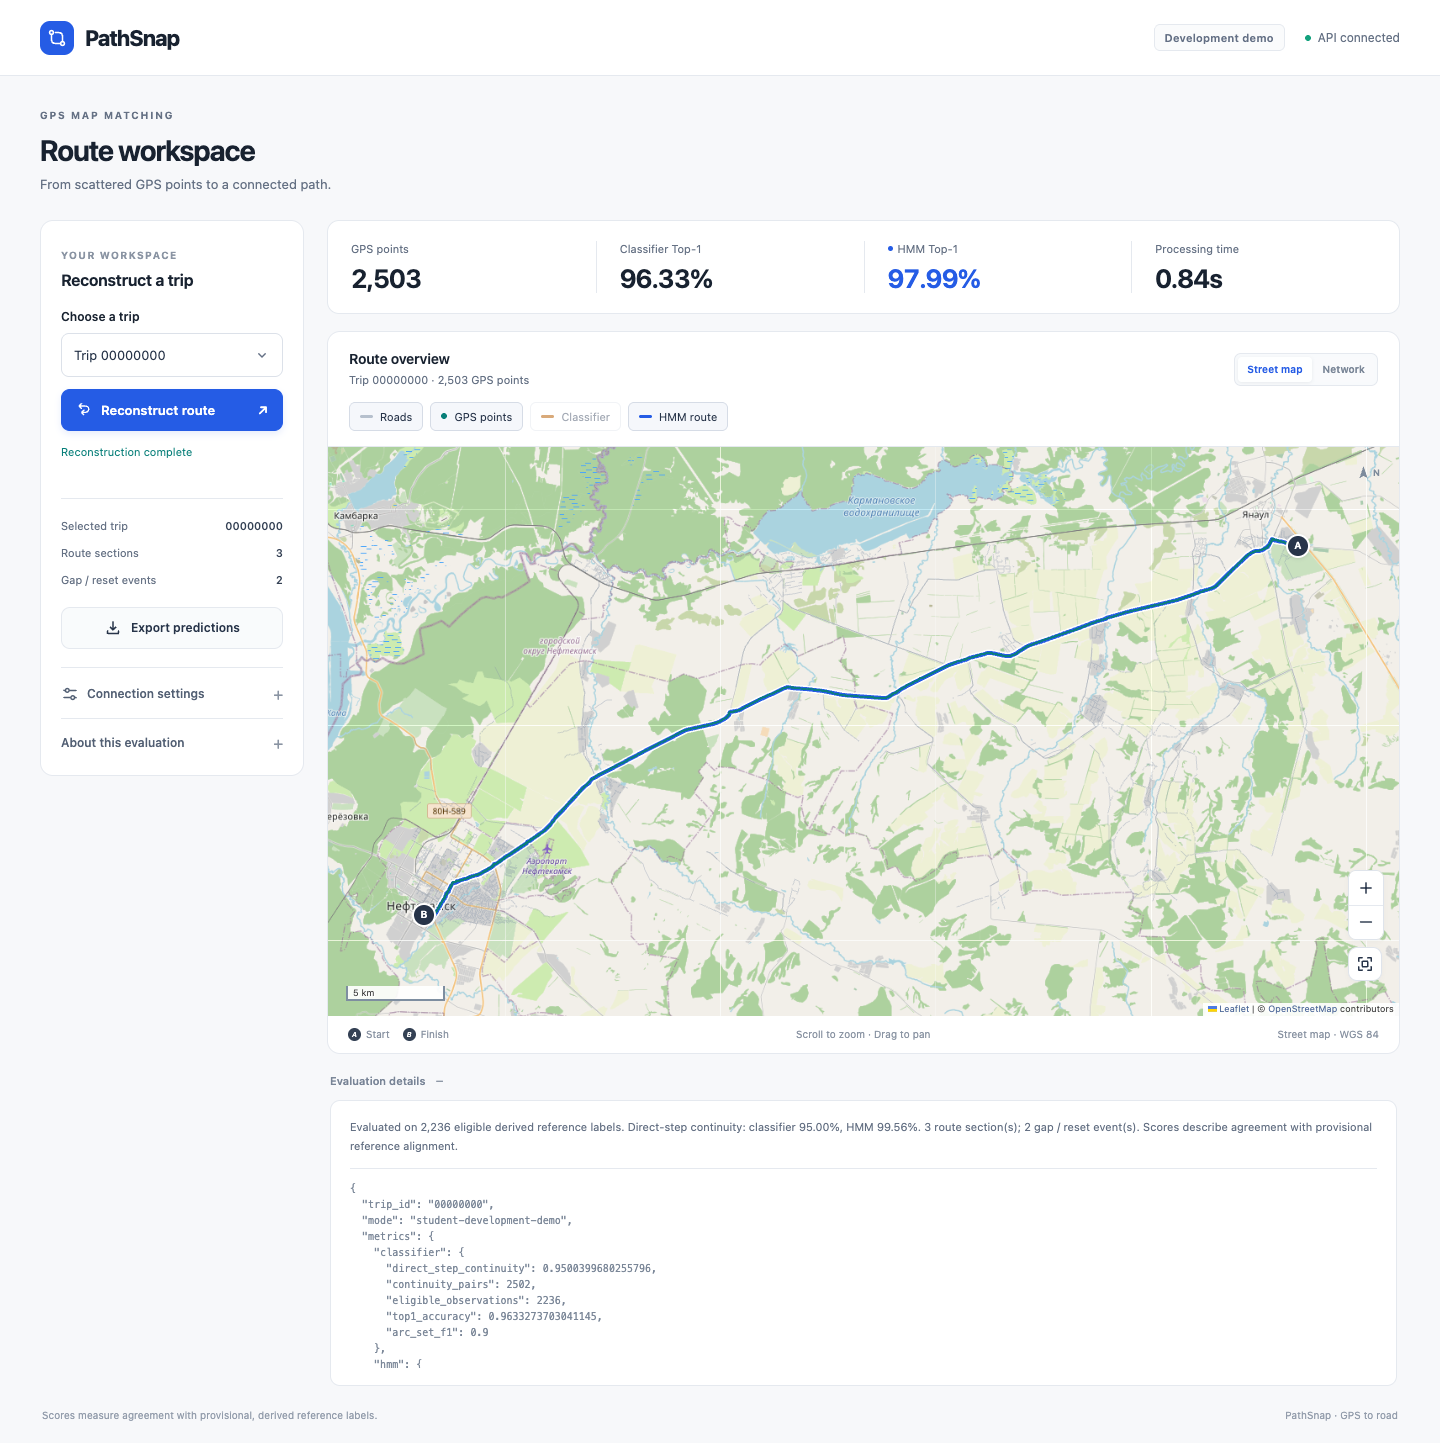 PathSnap
Development demo
API connected
GPS MAP MATCHING
Route workspace
From scattered GPS points to a connected path.
YOUR WORKSPACE
Reconstruct a trip
Choose a trip
Trip 00000000
Reconstruct route
Reconstruction complete
Selected trip 00000000
Route sections 3
Gap / reset events 2
Export predictions
Connection settings +
About this evaluation +
GPS points
2,503
Classifier Top-1
96.33%
HMM Top-1
97.99%
Processing time
0.84s
Route overview
Trip 00000000 · 2,503 GPS points
Street map Network
Roads GPS points Classifier HMM route
N
Кармановское
водохранилище
Камбарка
Янаул
A
городской
округ Нефтекамск
Кама
80Н-589
Аэропорт
Нефтекамск
B
+
−
5 km
Leaflet | © OpenStreetMap contributors
A Start B Finish
Scroll to zoom · Drag to pan
Street map · WGS 84
Evaluation details −
Evaluated on 2,236 eligible derived reference labels. Direct-step continuity: classifier 95.00%, HMM 99.56%. 3 route section(s); 2 gap / reset event(s). Scores describe agreement with provisional
reference alignment.
{
"trip_id": "00000000",
"mode": "student-development-demo",
"metrics": {
"classifier": {
"direct_step_continuity": 0.9500399680255796,
"continuity_pairs": 2502,
"eligible_observations": 2236,
"top1_accuracy": 0.9633273703041145,
"arc_set_f1": 0.9
},
"hmm": {
Scores measure agreement with provisional, derived reference labels.
PathSnap · GPS to road